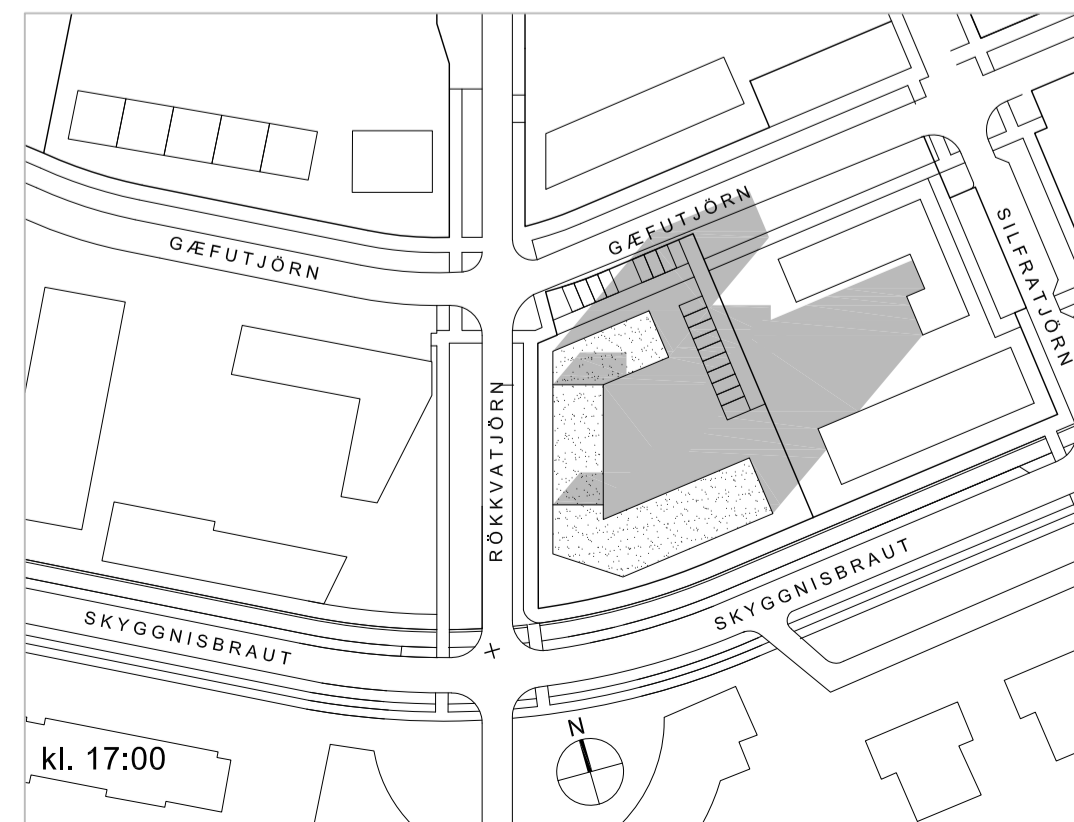 GÆFUTJÖRN
GÆFUTJÖRN
SILFRATJÖRN
RÖKKVATJÖRN
SKYGGNISBRAUT
SKYGGNISBRAUT
N
kl. 17:00